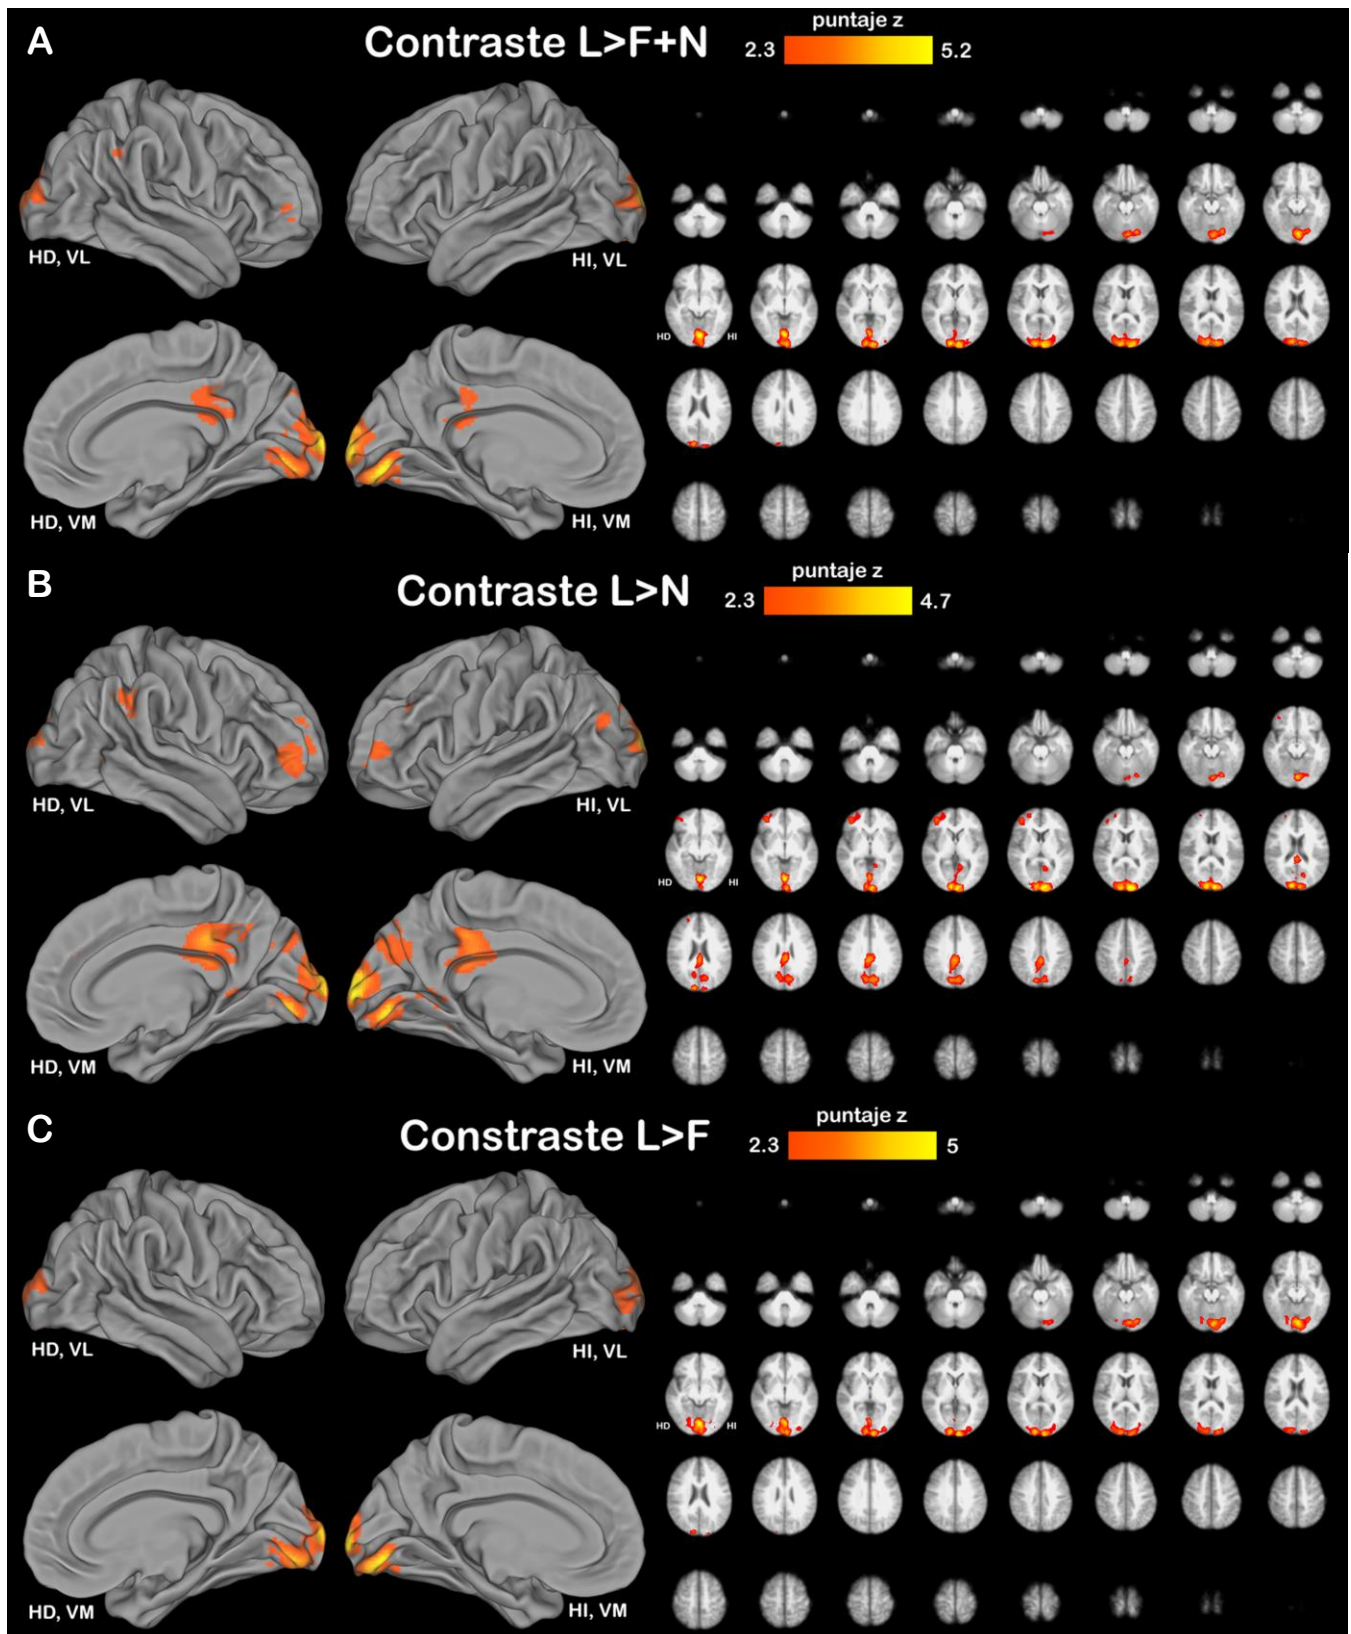 A
Contraste L>F+N
puntaje z
2.3
5.2
HD, VL
HI, VL
HD
HI
HD, VM
HI, VM
B
Contraste L>N
puntaje z
2.3
4.7
HD, VL
HI, VL
HD
HI
HD, VM
HI, VM
C
Constraste L>F
puntaje z
2.3
5
HD, VL
HI, VL
HD
HI
HD, VM
HI, VM